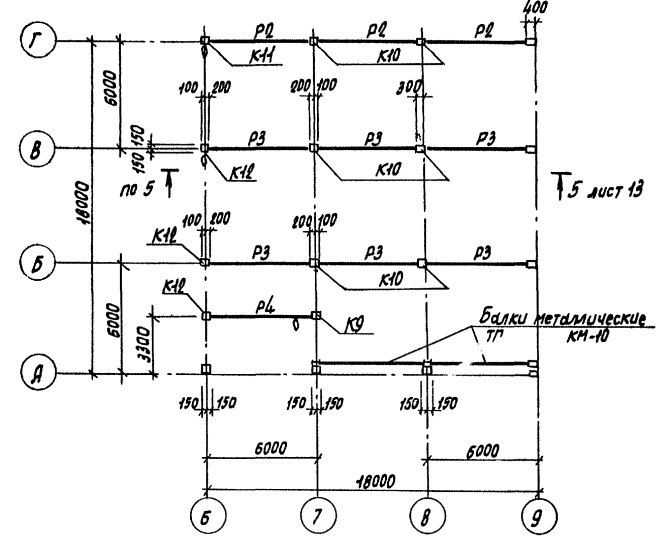 400
Г Р2 Р2 Р2
К11 К10
6000 100 200 200 100 300
В 150 150 Р3 Р3 Р3
К12 К10
по 5 5 лист 13
18000
К12 100 200 200 100
Б Р3 Р3 Р3
К12 К10
Р4
6000 3300 К9
Балки металлические
ТП КМ-10
Я
150 150 150 150 150 150
6000 6000
18000
6 7 8 9